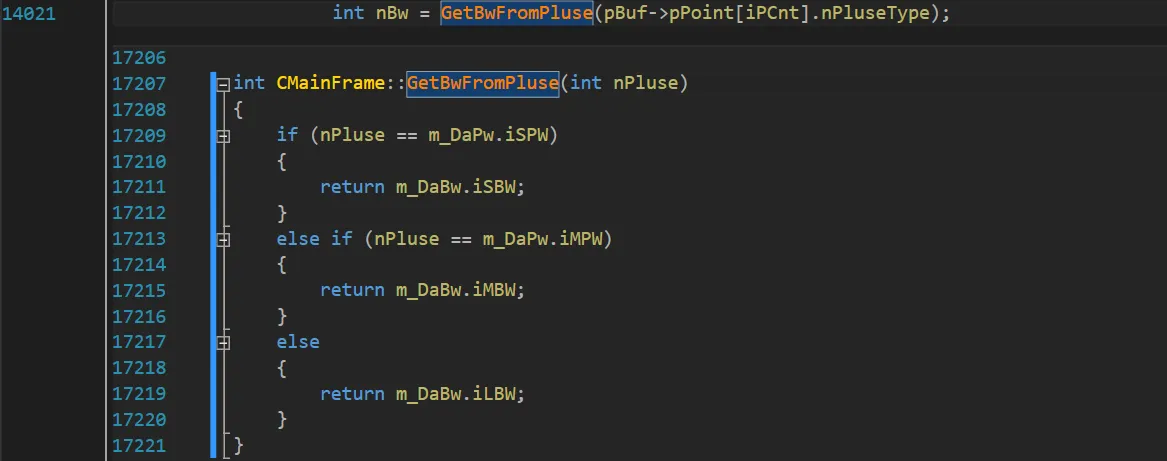 14021 int nBw = GetBwFromPluse(pBuf->pPoint[iPCnt].nPluseType);
17206
17207 int CMainFrame::GetBwFromPluse(int nPluse)
17208 {
17209 if (nPluse == m_DaPw.iSPW)
17210 {
17211 return m_DaBw.iSBW;
17212 }
17213 else if (nPluse == m_DaPw.iMPW)
17214 {
17215 return m_DaBw.iMBW;
17216 }
17217 else
17218 {
17219 return m_DaBw.iLBW;
17220 }
17221 }